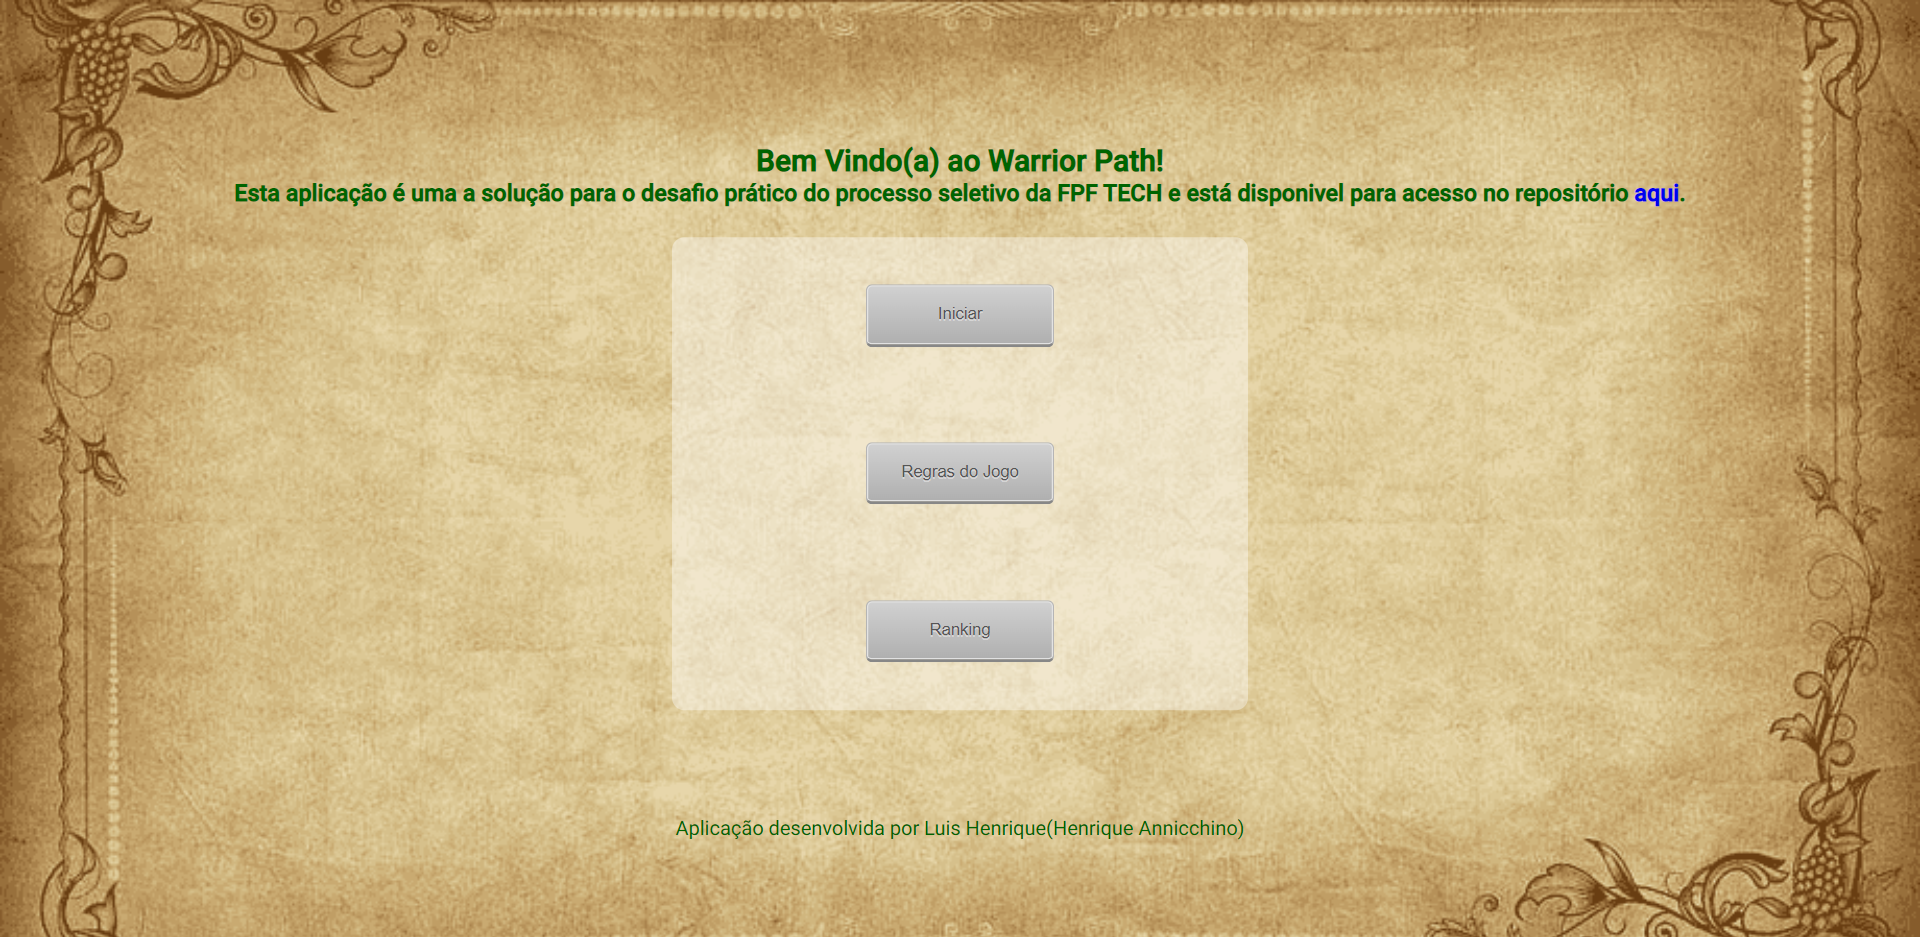 Bem Vindo(a) ao Warrior Path!
Esta aplicação é uma a solução para o desafio prático do processo seletivo da FPF TECH e está disponivel para acesso no repositório aqui.
Iniciar
Regras do Jogo
Ranking
Aplicação desenvolvida por Luis Henrique(Henrique Annicchino)